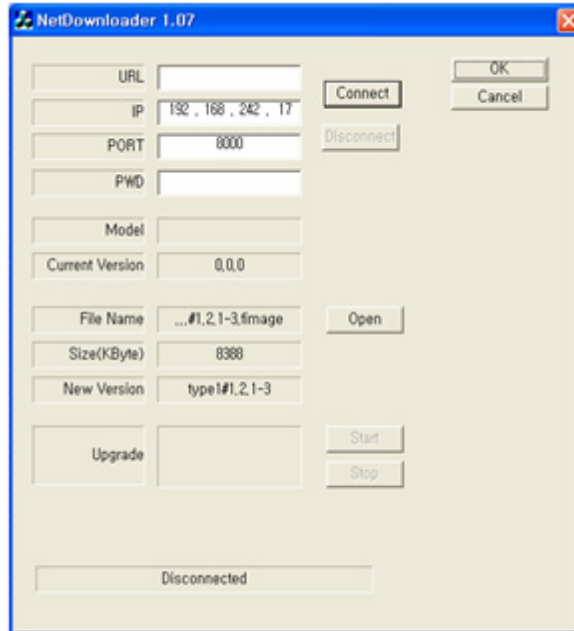 NetDownloader 1.07
URL
Connect
OK
IP 192 . 168 . 242 . 17
Cancel
PORT 8000
Disconnect
PWD
Model
Current Version 0,0,0
File Name ...#1,2,1-3,fimage
Open
Size(KByte) 8388
New Version type1#1,2,1-3
Upgrade
Start
Stop
Disconnected